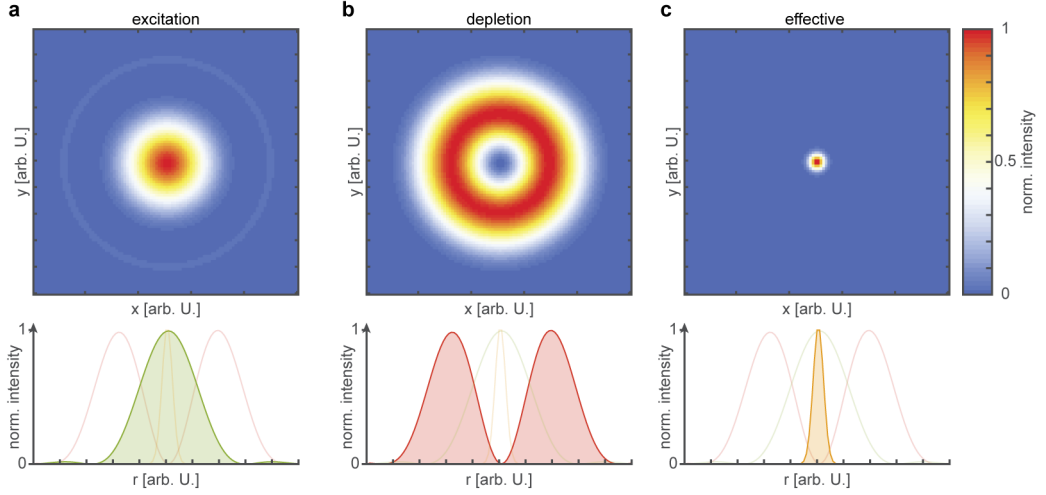 a excitation
b depletion
c effective
y [arb. U.]
x [arb. U.]
y [arb. U.]
x [arb. U.]
y [arb. U.]
x [arb. U.]
1
0.5
0
norm. intensity
1
0
norm. intensity
r [arb. U.]
1
0
norm. intensity
r [arb. U.]
1
0
norm. intensity
r [arb. U.]